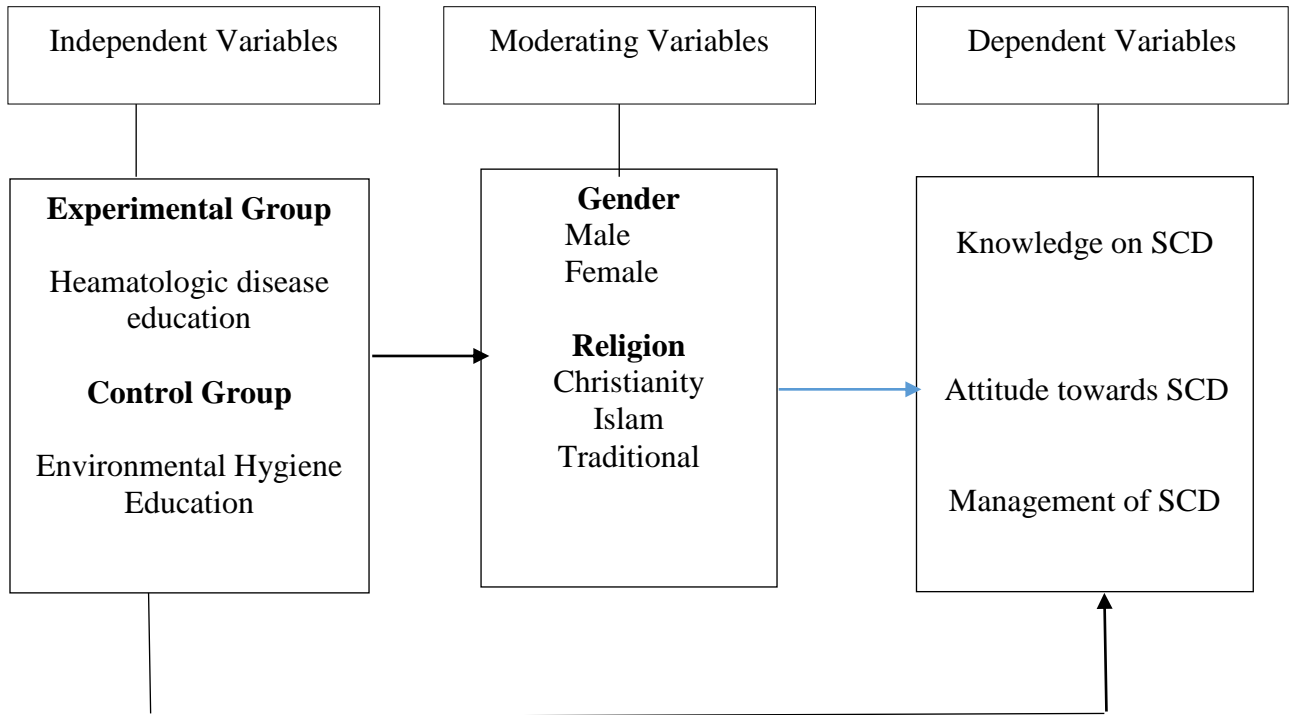 Independent Variables
Moderating Variables
Dependent Variables
Experimental Group
Heamatologic disease
education
Control Group
Environmental Hygiene
Education
Gender
Male
Female
Religion
Christianity
Islam
Traditional
Knowledge on SCD
Attitude towards SCD
Management of SCD